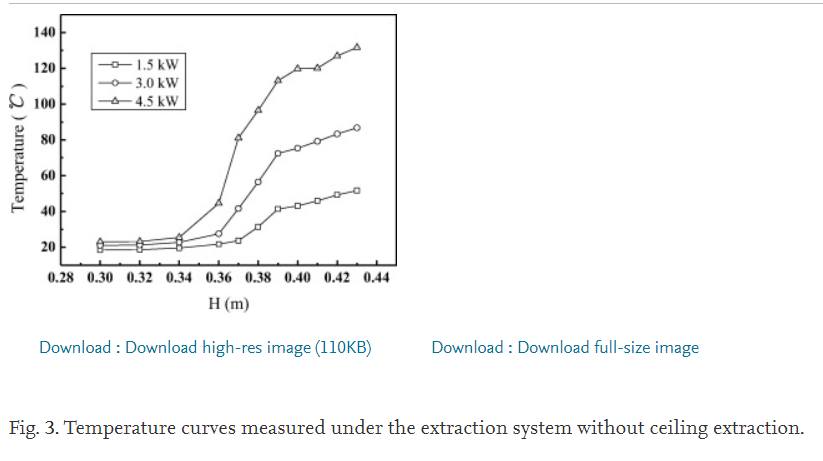 140
120
100
80
60
40
20
Temperature ( ℃ )
1.5 kW
3.0 kW
4.5 kW
0.28 0.30 0.32 0.34 0.36 0.38 0.40 0.42 0.44
H (m)
Download : Download high-res image (110KB) Download : Download full-size image
Fig. 3. Temperature curves measured under the extraction system without ceiling extraction.